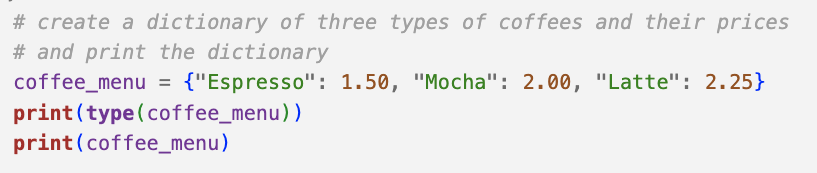 # create a dictionary of three types of coffees and their prices
# and print the dictionary
coffee_menu = {"Espresso": 1.50, "Mocha": 2.00, "Latte": 2.25}
print(type(coffee_menu))
print(coffee_menu)